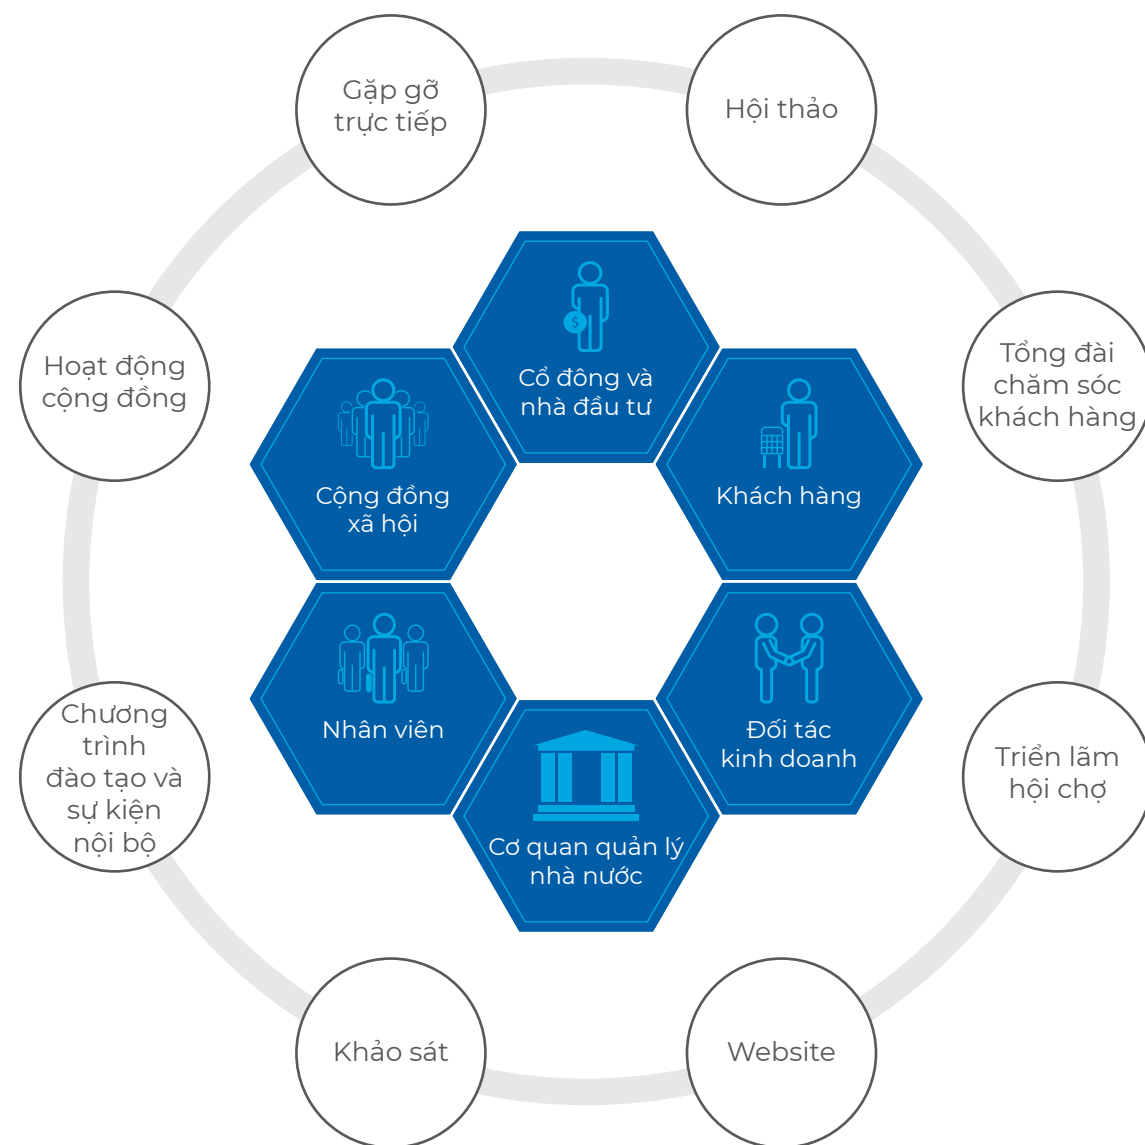 Gặp gỡ
trực tiếp
Hội thảo
Hoạt động
cộng đồng
Tổng đài
chăm sóc
khách hàng
Cổ đông và
nhà đầu tư
Cộng đồng
xã hội
Khách hàng
Nhân viên
Đối tác
kinh doanh
Cơ quan quản lý
nhà nước
Chương
trình
đào tạo và
sự kiện
nội bộ
Triển lãm
hội chợ
Khảo sát
Website